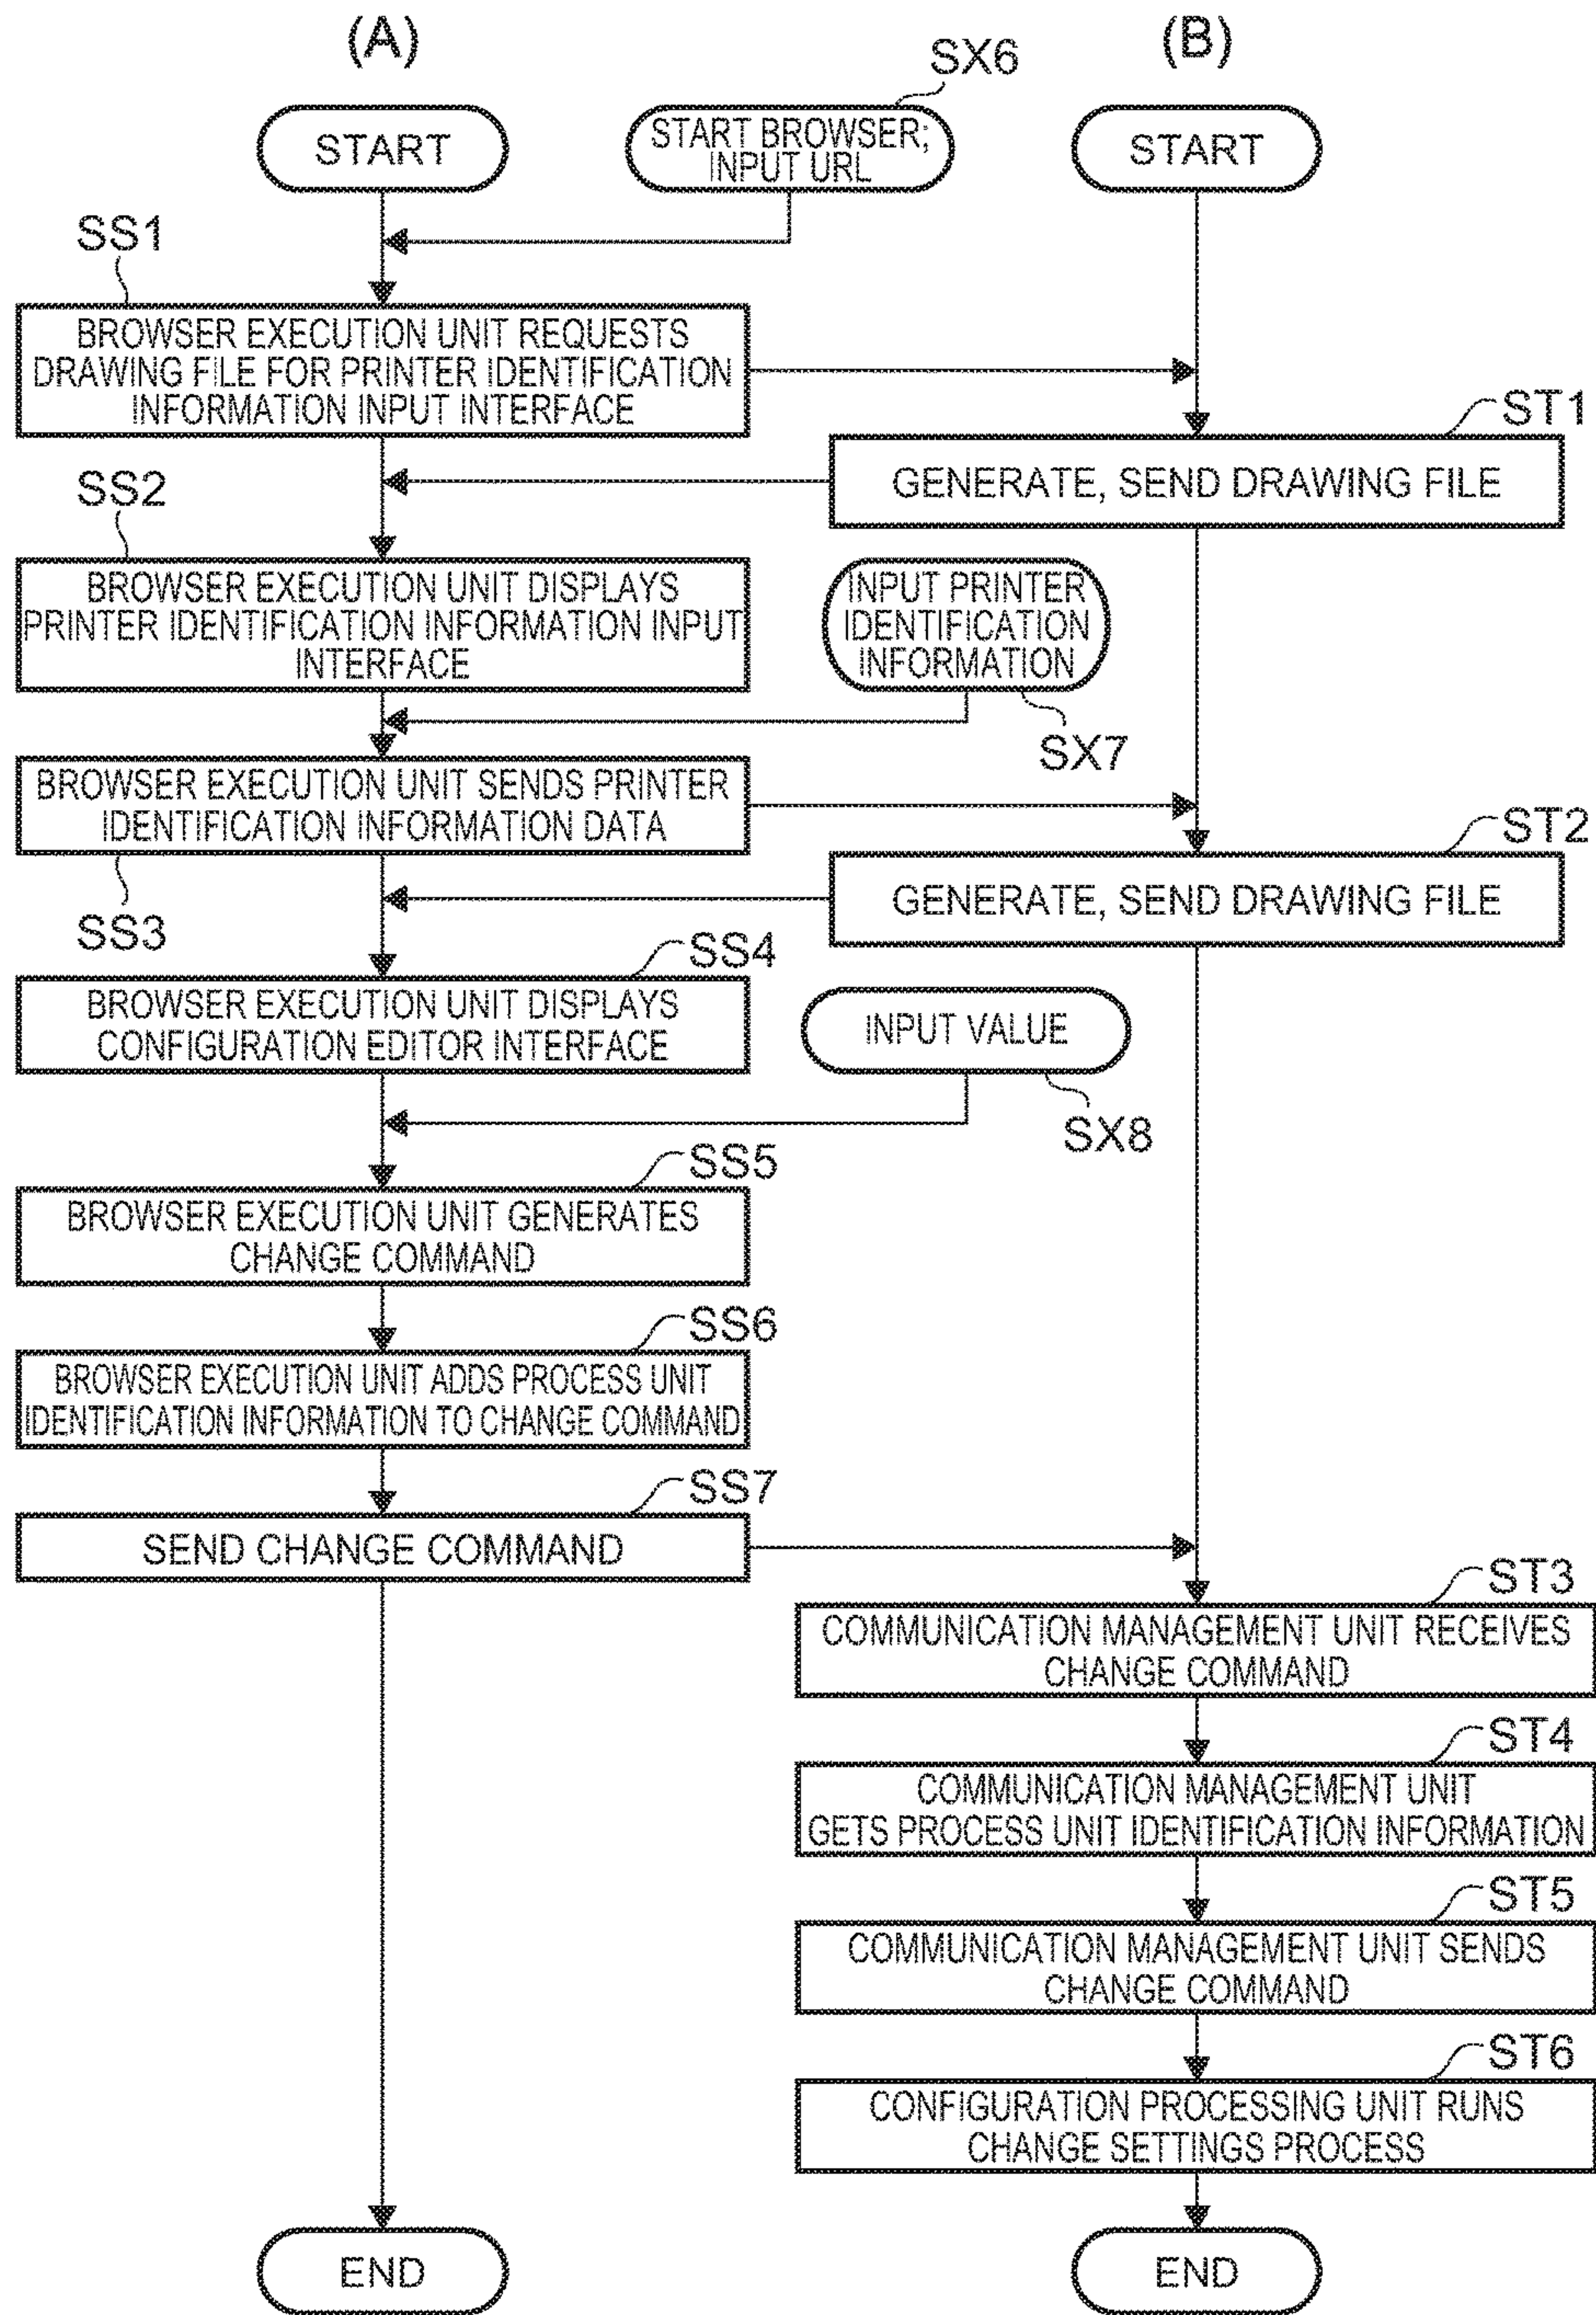 (A)
(B)
SX6
START
START BROWSER;
INPUT URL
START
SS1
BROWSER EXECUTION UNIT REQUESTS
DRAWING FILE FOR PRINTER IDENTIFICATION
INFORMATION INPUT INTERFACE
ST1
GENERATE, SEND DRAWING FILE
SS2
BROWSER EXECUTION UNIT DISPLAYS
PRINTER IDENTIFICATION INFORMATION INPUT
INTERFACE
INPUT PRINTER
IDENTIFICATION
INFORMATION
SX7
BROWSER EXECUTION UNIT SENDS PRINTER
IDENTIFICATION INFORMATION DATA
SS3
ST2
GENERATE, SEND DRAWING FILE
SS4
BROWSER EXECUTION UNIT DISPLAYS
CONFIGURATION EDITOR INTERFACE
INPUT VALUE
SX8
SS5
BROWSER EXECUTION UNIT GENERATES
CHANGE COMMAND
SS6
BROWSER EXECUTION UNIT ADDS PROCESS UNIT
IDENTIFICATION INFORMATION TO CHANGE COMMAND
SS7
SEND CHANGE COMMAND
ST3
COMMUNICATION MANAGEMENT UNIT RECEIVES
CHANGE COMMAND
ST4
COMMUNICATION MANAGEMENT UNIT
GETS PROCESS UNIT IDENTIFICATION INFORMATION
ST5
COMMUNICATION MANAGEMENT UNIT SENDS
CHANGE COMMAND
ST6
CONFIGURATION PROCESSING UNIT RUNS
CHANGE SETTINGS PROCESS
END
END